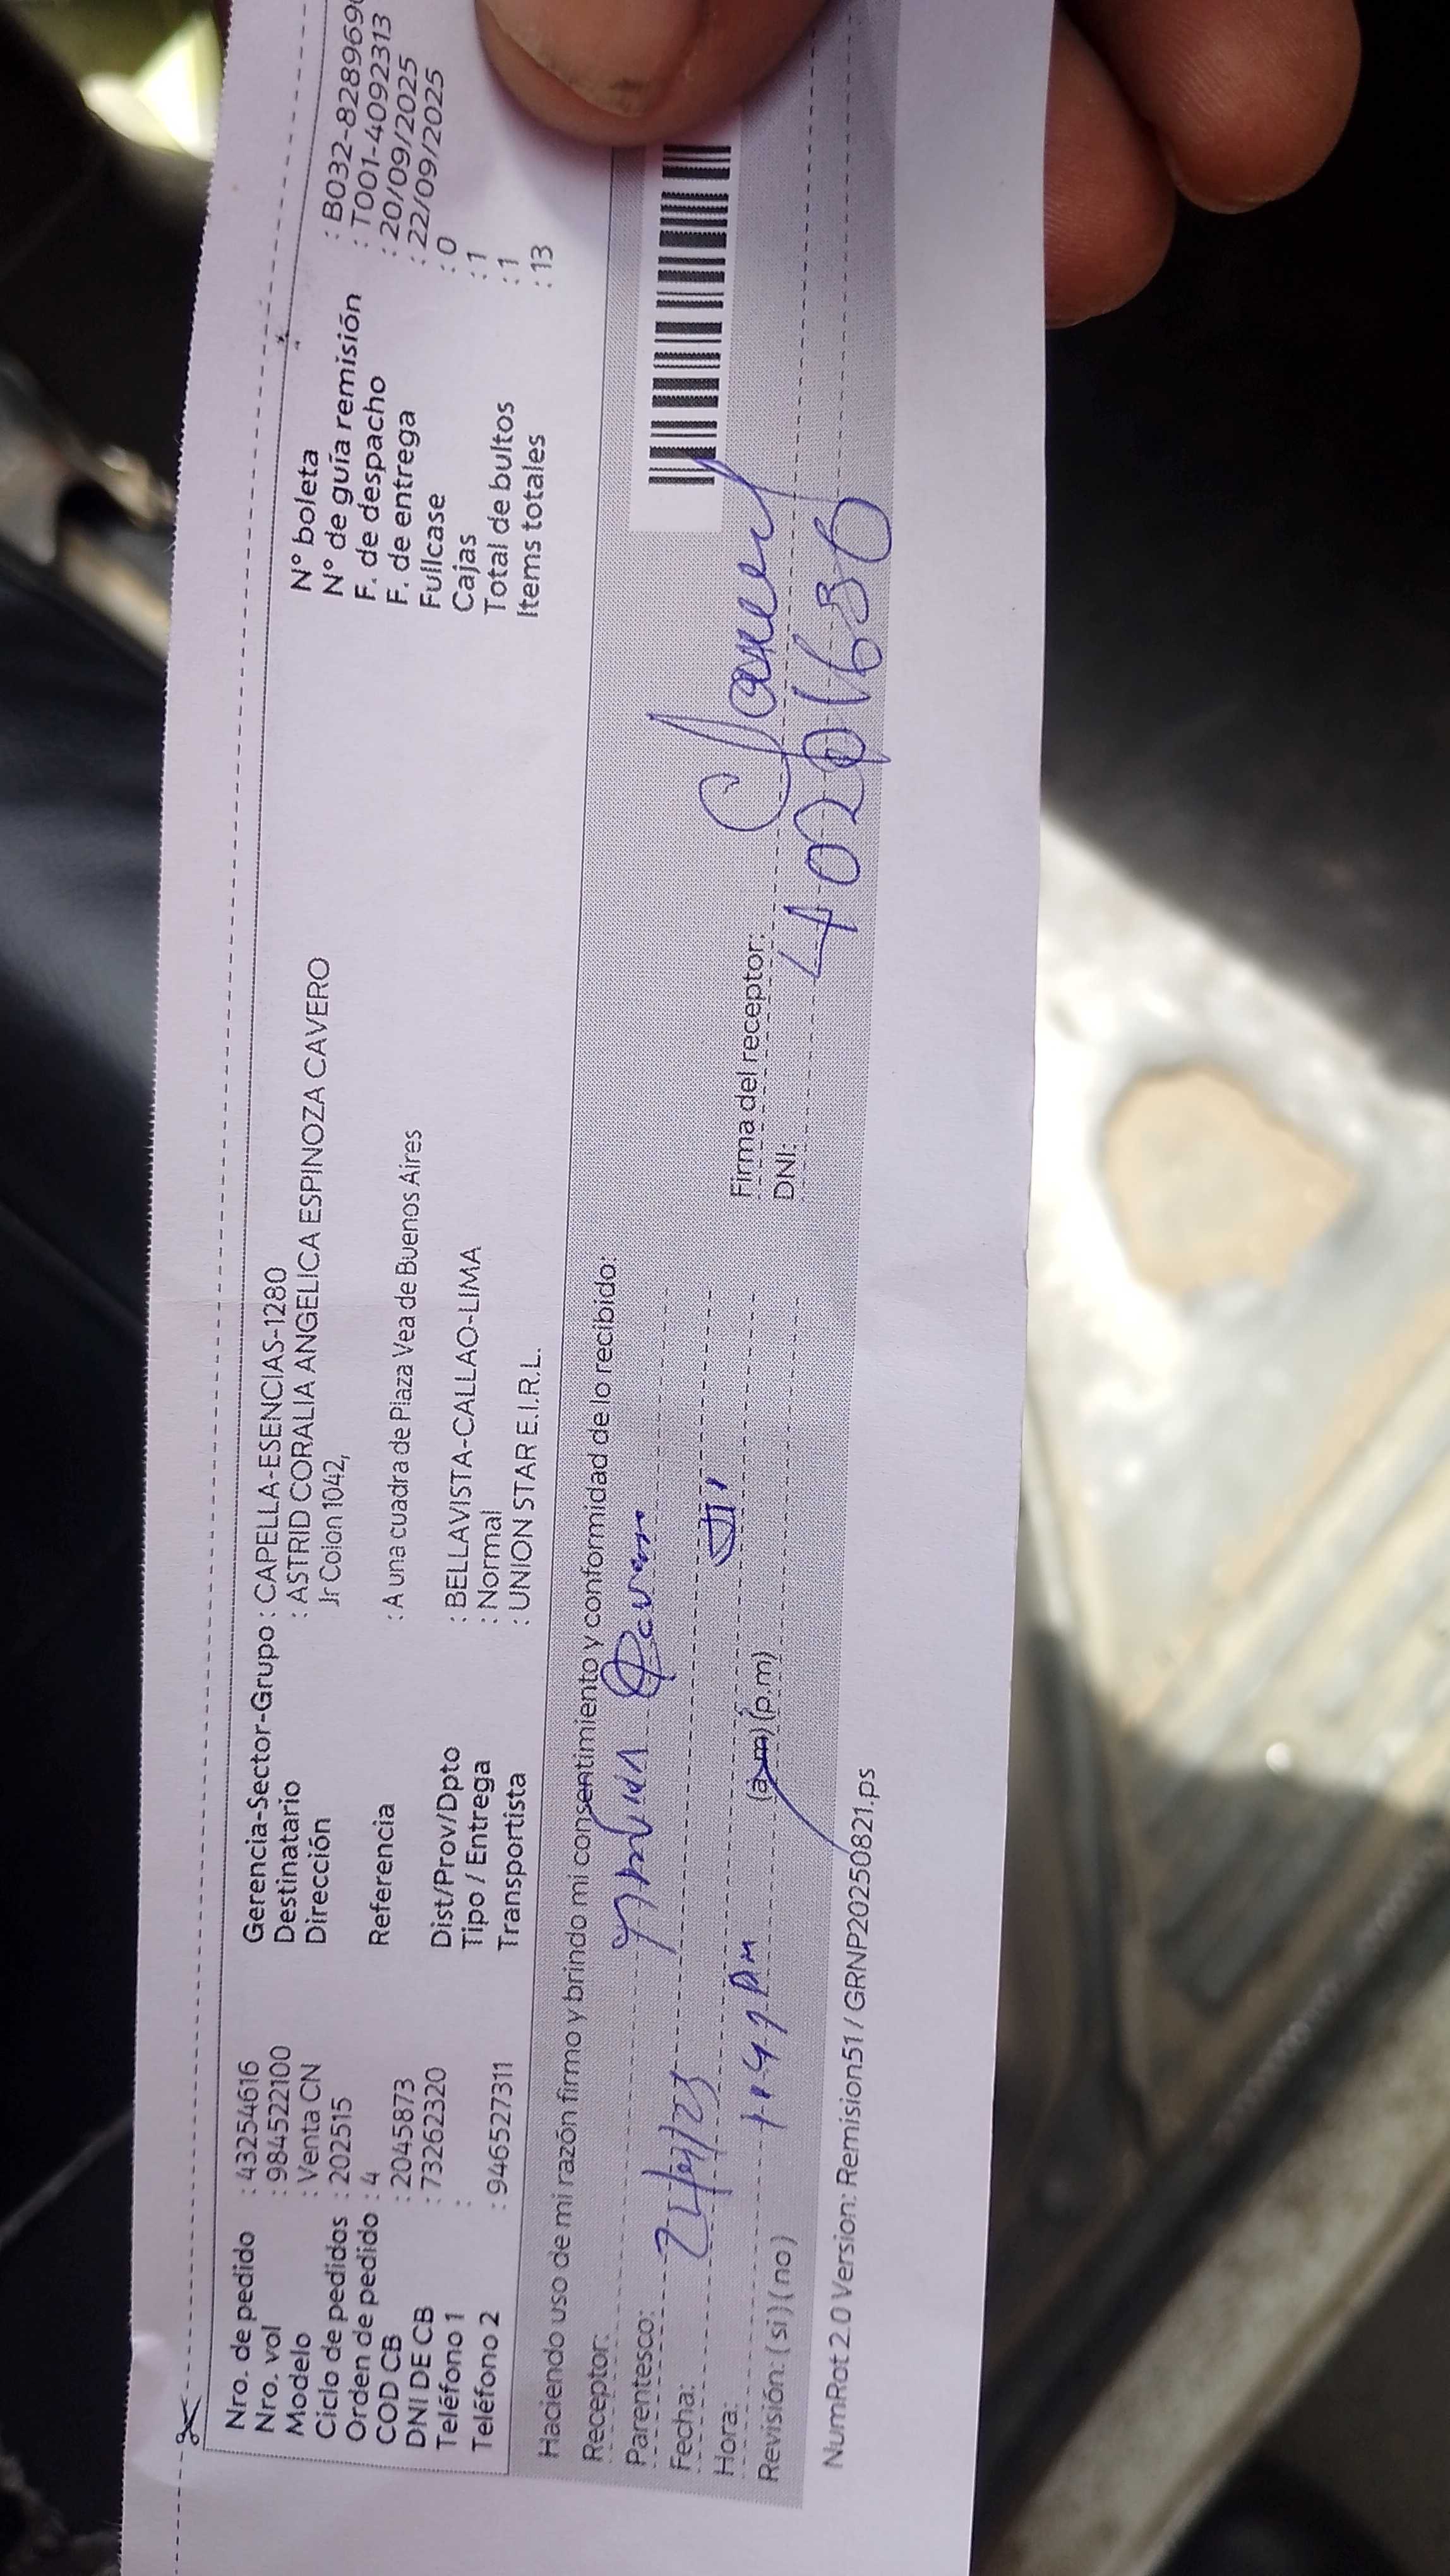 Nro. de pedido : 43254616
Nro. vol : 984522100
Modelo : Venta CN
Ciclo de pedidos : 202515
Orden de pedido : 4
COD CB : 2045873
DNI DE CB : 73262320
Teléfono 1 :
Teléfono 2 : 946527311
Gerencia-Sector-Grupo : CAPELLA-ESENCIAS-1280
Destinatario : ASTRID CORALIA ANGELICA ESPINOZA CAVERO
Dirección Jr Colon 1042,
Referencia : A una cuadra de Plaza Vea de Buenos Aires
Dist/Prov/Dpto : BELLAVISTA-CALLAO-LIMA
Tipo / Entrega : Normal
Transportista : UNION STAR E.I.R.L.
N° boleta : B032-8289690
N° de guía remisión : T001-4092313
F. de despacho : 20/09/2025
F. de entrega : 22/09/2025
Fullcase : 0
Cajas : 1
Total de bultos : 1
Items totales : 13
Haciendo uso de mi razón firmo y brindo mi consentimiento y conformidad de lo recibido:
Receptor:
Parentesco:
Fecha:
Hora: (a.m) (p.m)
Revisión: ( si ) ( no )
Firma del receptor:
DNI:
NumRot 2.0 Version: Remision51 / GRNP20250821.ps